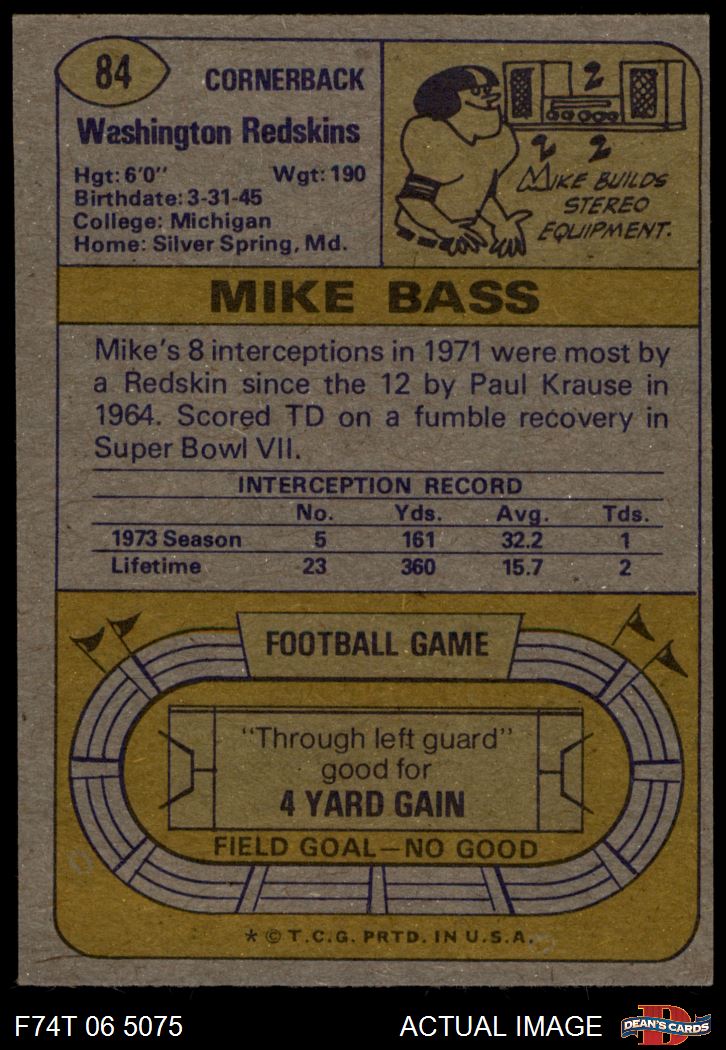 84
CORNERBACK
Washington Redskins
Hgt: 6'0" Wgt: 190
Birthdate: 3-31-45
College: Michigan
Home: Silver Spring, Md.
MIKE BUILDS
STEREO
EQUIPMENT.
MIKE BASS
Mike's 8 interceptions in 1971 were most by
a Redskin since the 12 by Paul Krause in
1964. Scored TD on a fumble recovery in
Super Bowl VII.
INTERCEPTION RECORD
No. Yds. Avg. Tds.
1973 Season 5 161 32.2 1
Lifetime 23 360 15.7 2
FOOTBALL GAME
"Through left guard"
good for
4 YARD GAIN
FIELD GOAL—NO GOOD
* © T.C.G. PRTD. IN U.S.A.
F74T 06 5075 ACTUAL IMAGE
DEAN'S CARDS